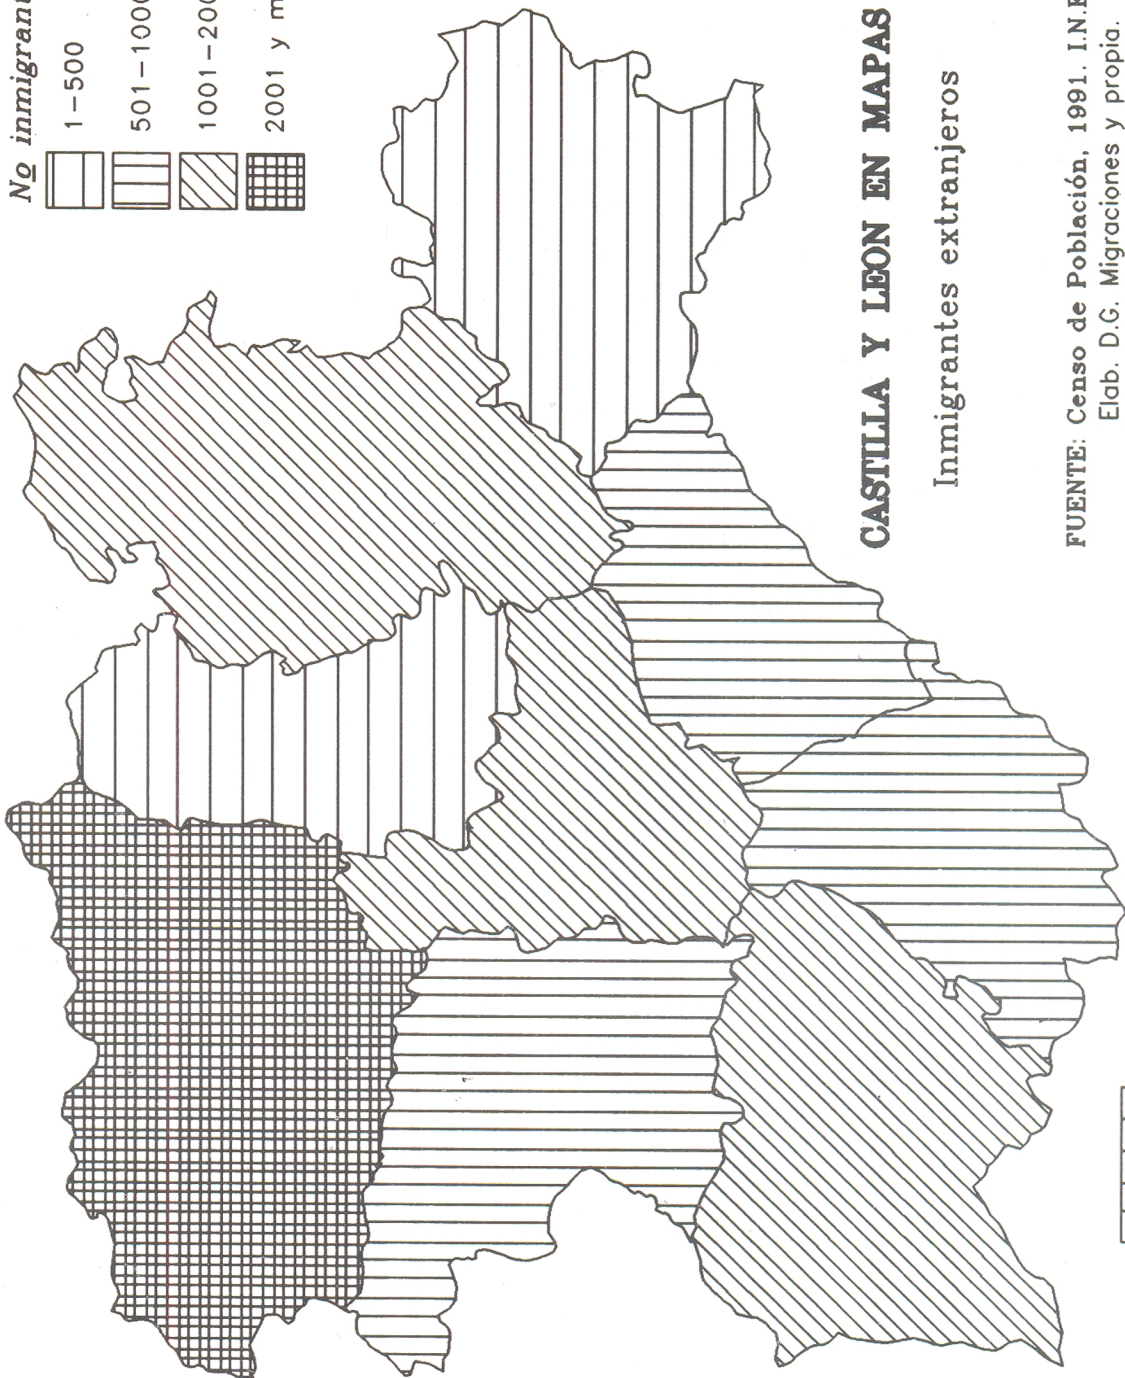 No inmigrant
1-500
501-1000
1001-200
2001 y m
CASTILLA Y LEON EN MAPAS
Inmigrantes extranjeros
FUENTE: Censo de Población, 1991. I.N.E
Elab. D.G. Migraciones y propia.